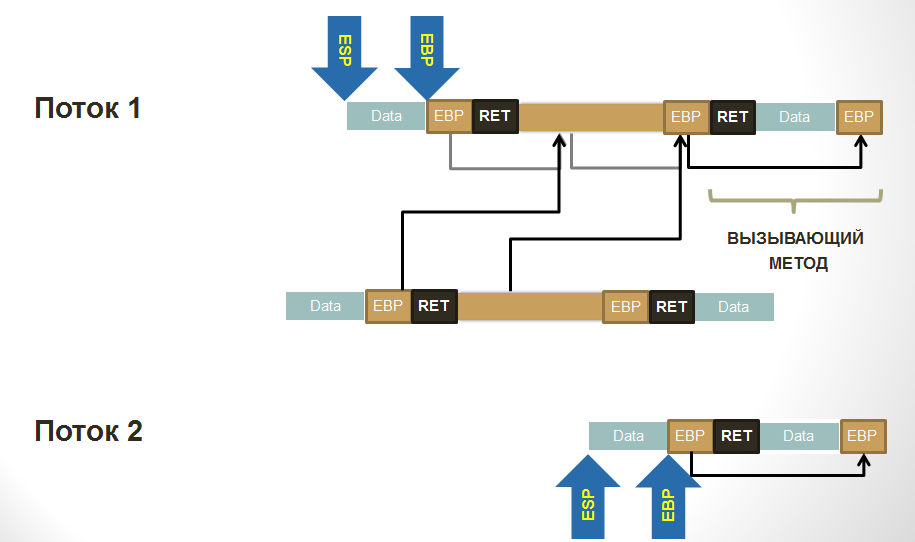 ESP EBP
Поток 1
Data EBP RET EBP RET Data EBP
ВЫЗЫВАЮЩИЙ
МЕТОД
Data EBP RET EBP RET Data
Поток 2
Data EBP RET Data EBP
ESP EBP